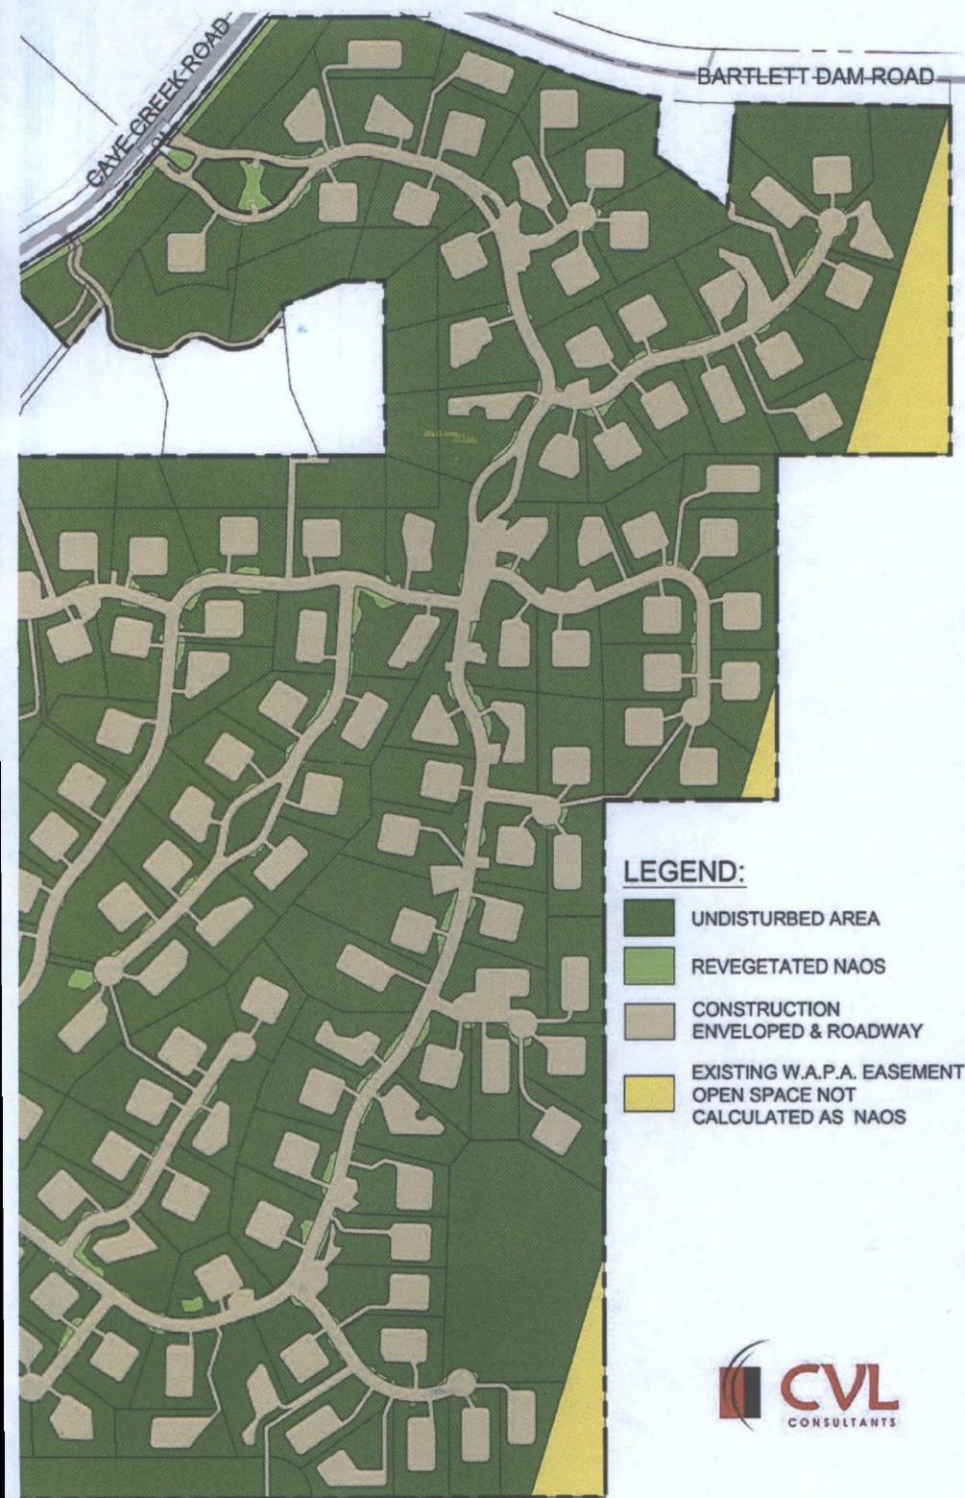 CAVE CREEK ROAD
BARTLETT DAM ROAD
LEGEND:
UNDISTURBED AREA
REVEGETATED NAOS
CONSTRUCTION
ENVELOPED & ROADWAY
EXISTING W.A.P.A. EASEMENT
OPEN SPACE NOT
CALCULATED AS NAOS
CVL
CONSULTANTS